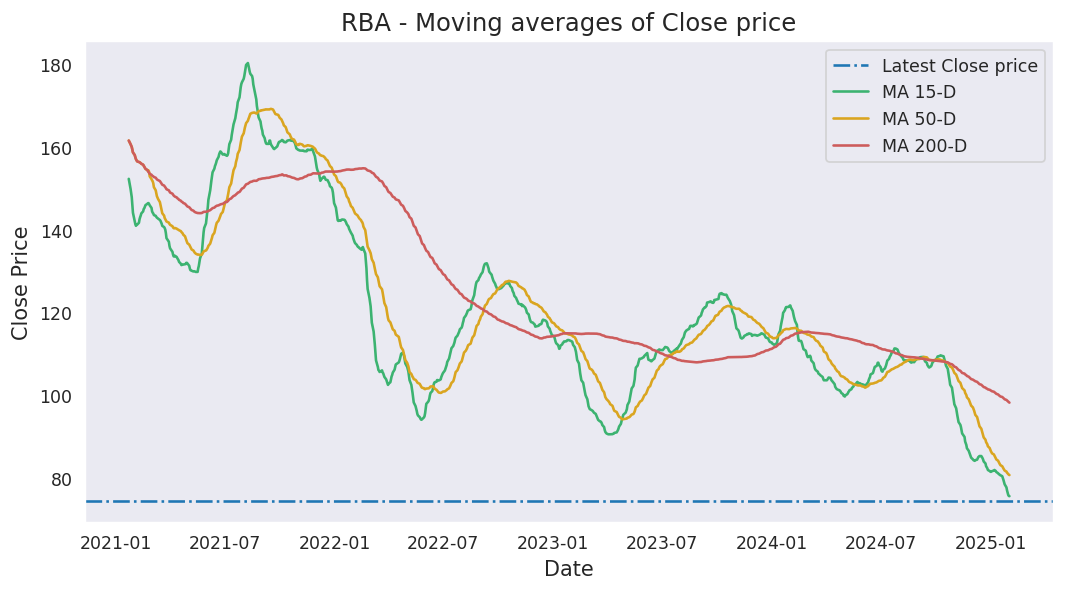 RBA - Moving averages of Close price
Latest Close price
MA 15-D
MA 50-D
MA 200-D
Close Price
180
160
140
120
100
80
2021-01 2021-07 2022-01 2022-07 2023-01 2023-07 2024-01 2024-07 2025-01
Date